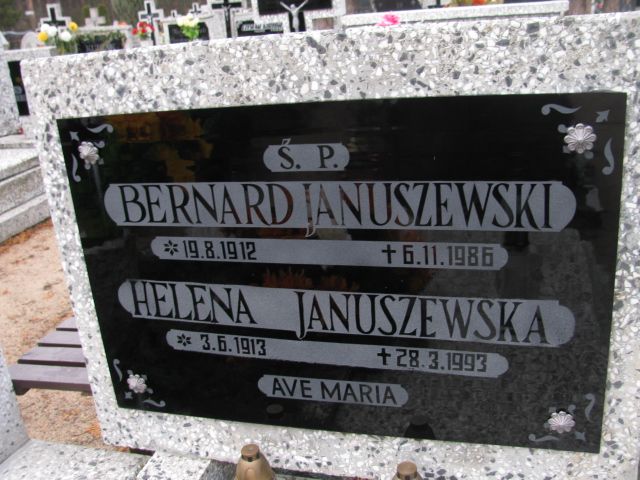 Ś. P.
BERNARD JANUSZEWSKI
* 19.8.1912 † 6.11.1986
HELENA JANUSZEWSKA
* 3.6.1913 † 28.3.1993
AVE MARIA